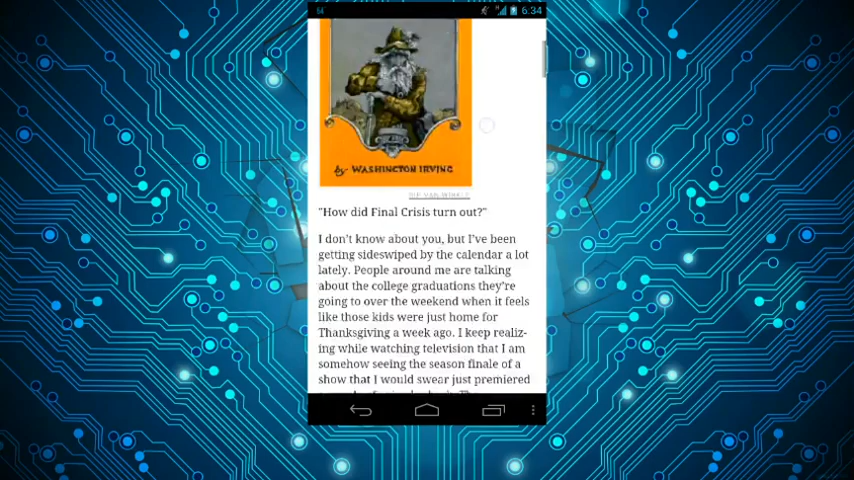 6:34
by WASHINGTON IRVING
"How did Final Crisis turn out?"
I don't know about you, but I've been
getting sideswiped by the calendar a lot
lately. People around me are talking
about the college graduations they're
going to over the weekend when it feels
like those kids were just home for
Thanksgiving a week ago. I keep realiz-
ing while watching television that I am
somehow seeing the season finale of a
show that I would swear just premiered